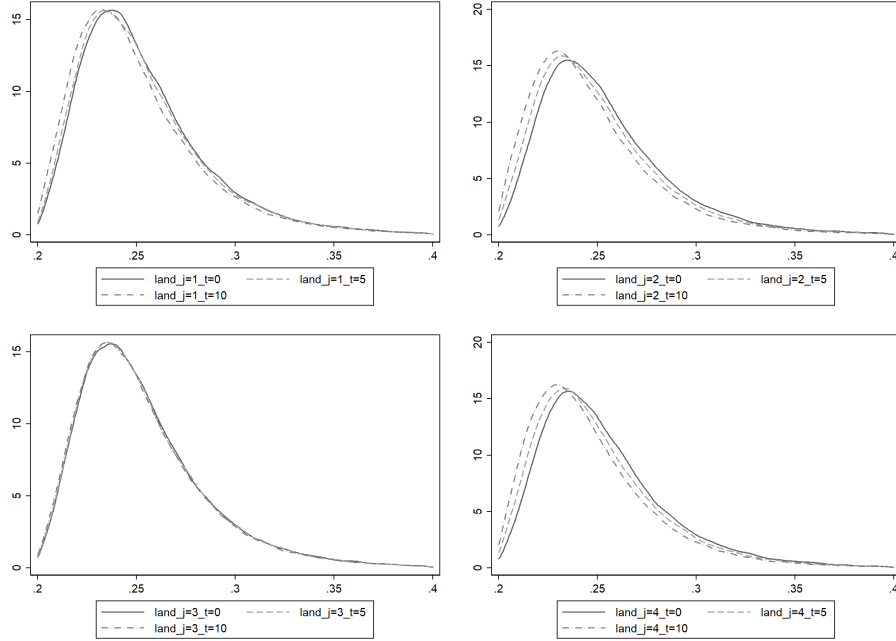 15
10
5
0
.2 .25 .3 .35 .4
land_j=1_t=0 land_j=1_t=5
land_j=1_t=10
20
15
10
5
0
.2 .25 .3 .35 .4
land_j=2_t=0 land_j=2_t=5
land_j=2_t=10
15
10
5
0
.2 .25 .3 .35 .4
land_j=3_t=0 land_j=3_t=5
land_j=3_t=10
20
15
10
5
0
.2 .25 .3 .35 .4
land_j=4_t=0 land_j=4_t=5
land_j=4_t=10